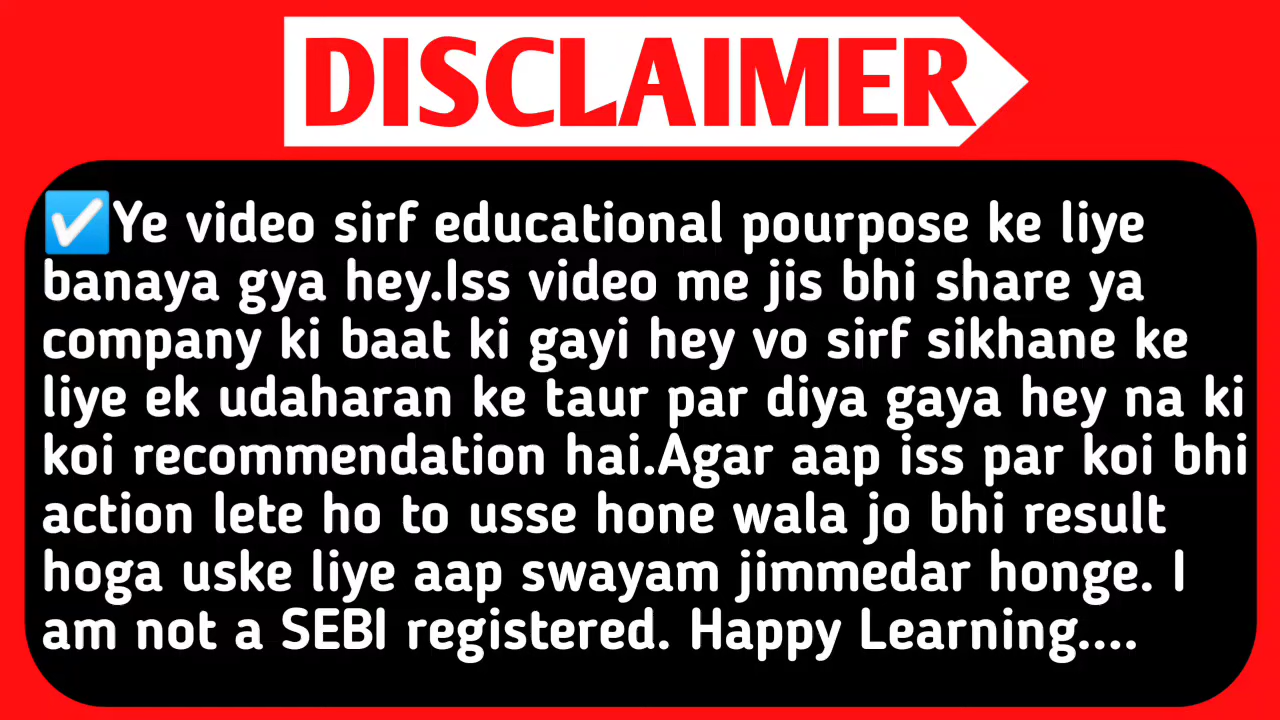 DISCLAIMER
☑Ye video sirf educational pourpose ke liye
banaya gya hey.Iss video me jis bhi share ya
company ki baat ki gayi hey vo sirf sikhane ke
liye ek udaharan ke taur par diya gaya hey na ki
koi recommendation hai.Agar aap iss par koi bhi
action lete ho to usse hone wala jo bhi result
hoga uske liye aap swayam jimmedar honge. I
am not a SEBI registered. Happy Learning....